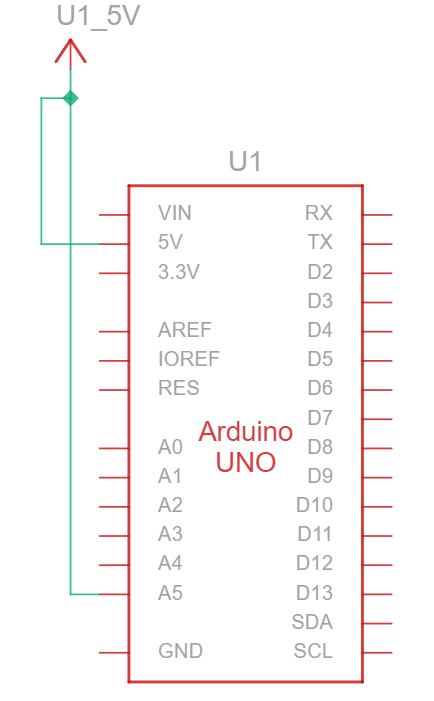 U1_5V
U1
VIN RX
5V TX
3.3V D2
D3
AREF D4
IOREF D5
RES D6
D7
Arduino
A0 D8
UNO
A1 D9
A2 D10
A3 D11
A4 D12
A5 D13
SDA
GND SCL